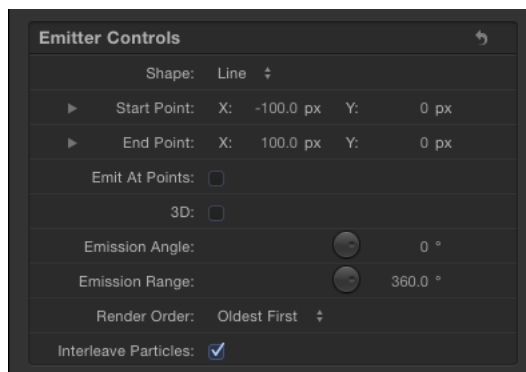 Emitter Controls
Shape: Line
Start Point: X: -100.0 px Y: 0 px
End Point: X: 100.0 px Y: 0 px
Emit At Points:
3D:
Emission Angle: 0 °
Emission Range: 360.0 °
Render Order: Oldest First
Interleave Particles: